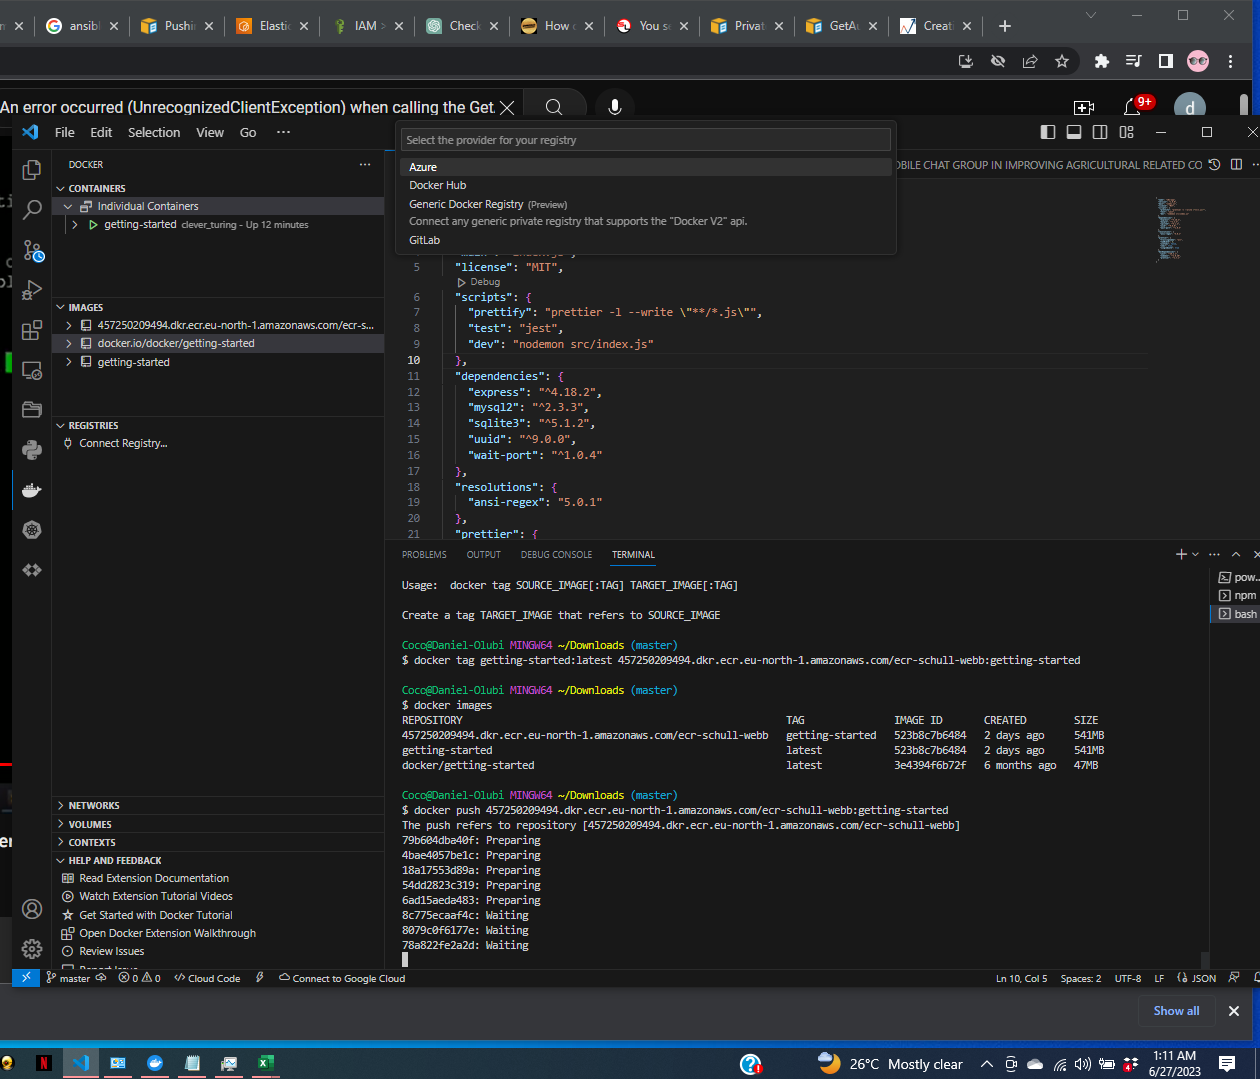 ansibl
Pushin
Elastic
IAM >
Check
How c
You se
Privat
GetAu
Creati
An error occurred (UnrecognizedClientException) when calling the Get
9+
d
File Edit Selection View Go ···
Select the provider for your registry
Azure
Docker Hub
Generic Docker Registry (Preview)
Connect any generic private registry that supports the "Docker V2" api.
GitLab
OBILE CHAT GROUP IN IMPROVING AGRICULTURAL RELATED CO
DOCKER
CONTAINERS
Individual Containers
getting-started clever_turing - Up 12 minutes
IMAGES
457250209494.dkr.ecr.eu-north-1.amazonaws.com/ecr-s...
docker.io/docker/getting-started
getting-started
REGISTRIES
Connect Registry...
NETWORKS
VOLUMES
CONTEXTS
HELP AND FEEDBACK
Read Extension Documentation
Watch Extension Tutorial Videos
Get Started with Docker Tutorial
Open Docker Extension Walkthrough
Review Issues
5 "license": "MIT",
Debug
6 "scripts": {
7 "prettify": "prettier -l --write \"**/*.js\"",
8 "test": "jest",
9 "dev": "nodemon src/index.js"
10 },
11 "dependencies": {
12 "express": "^4.18.2",
13 "mysql2": "^2.3.3",
14 "sqlite3": "^5.1.2",
15 "uuid": "^9.0.0",
16 "wait-port": "^1.0.4"
17 },
18 "resolutions": {
19 "ansi-regex": "5.0.1"
20 },
21 "prettier": {
PROBLEMS OUTPUT DEBUG CONSOLE TERMINAL
pow...
npm
bash
Usage: docker tag SOURCE_IMAGE[:TAG] TARGET_IMAGE[:TAG]
Create a tag TARGET_IMAGE that refers to SOURCE_IMAGE
Coco@Daniel-Olubi MINGW64 ~/Downloads (master)
$ docker tag getting-started:latest 457250209494.dkr.ecr.eu-north-1.amazonaws.com/ecr-schull-webb:getting-started
Coco@Daniel-Olubi MINGW64 ~/Downloads (master)
$ docker images
REPOSITORY TAG IMAGE ID CREATED SIZE
457250209494.dkr.ecr.eu-north-1.amazonaws.com/ecr-schull-webb getting-started 523b8c7b6484 2 days ago 541MB
getting-started latest 523b8c7b6484 2 days ago 541MB
docker/getting-started latest 3e4394f6b72f 6 months ago 47MB
Coco@Daniel-Olubi MINGW64 ~/Downloads (master)
$ docker push 457250209494.dkr.ecr.eu-north-1.amazonaws.com/ecr-schull-webb:getting-started
The push refers to repository [457250209494.dkr.ecr.eu-north-1.amazonaws.com/ecr-schull-webb]
79b604dba40f: Preparing
4bae4057be1c: Preparing
18a17553d89a: Preparing
54dd2823c319: Preparing
6ad15aeda483: Preparing
8c775ecaaf4c: Waiting
8079c0f6177e: Waiting
78a822fe2a2d: Waiting
master 0 0 Cloud Code Connect to Google Cloud Ln 10, Col 5 Spaces: 2 UTF-8 LF JSON
Show all
26°C Mostly clear
1:11 AM
6/27/2023